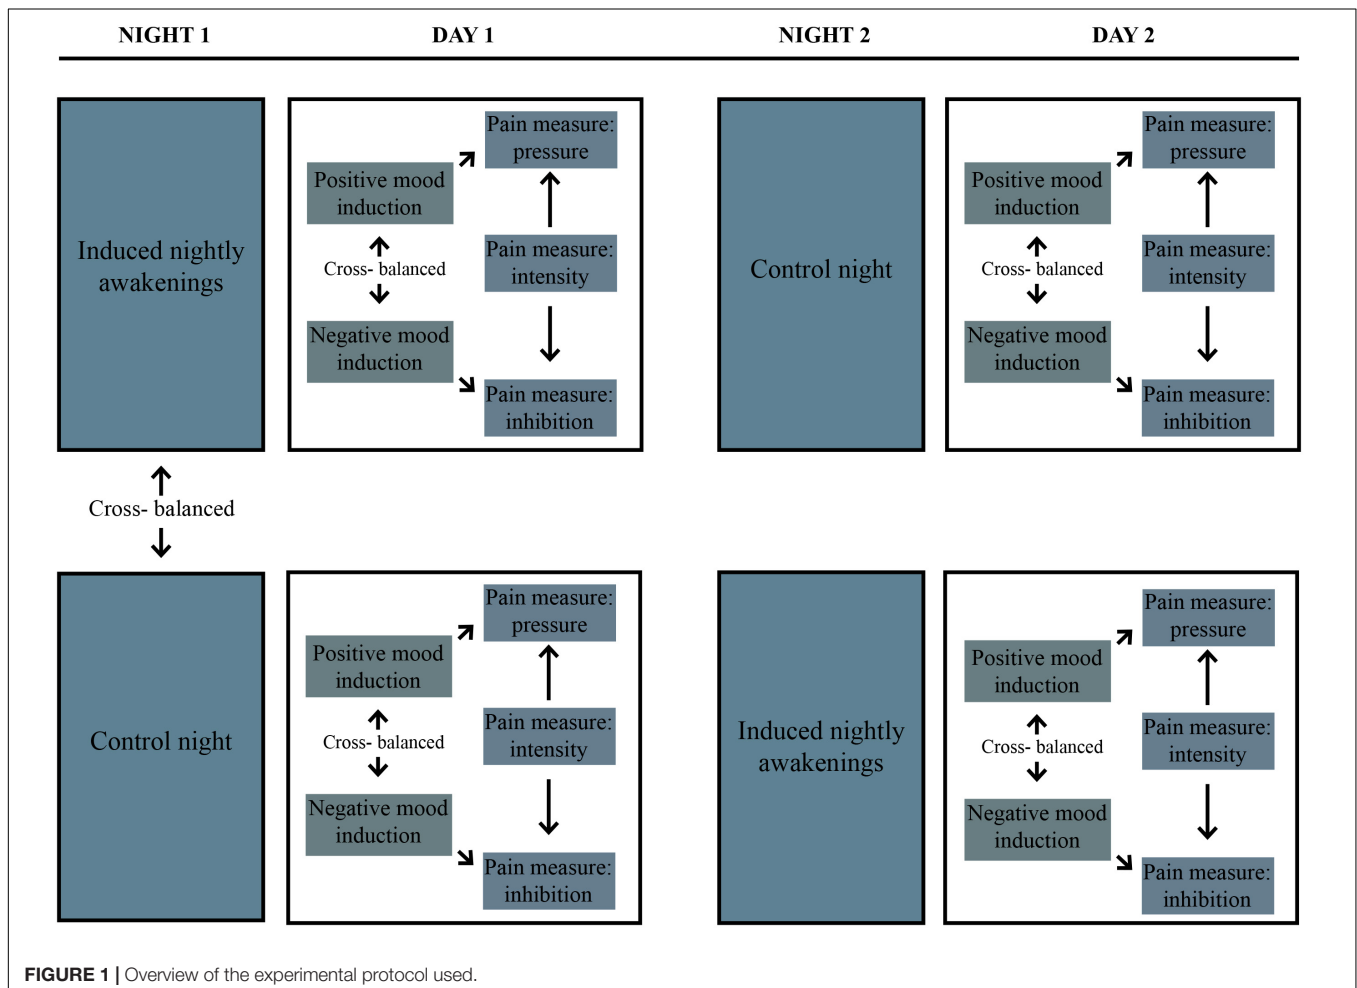 NIGHT 1
DAY 1
NIGHT 2
DAY 2
Induced nightly
awakenings
Positive mood
induction
Cross- balanced
Negative mood
induction
Pain measure:
pressure
Pain measure:
intensity
Pain measure:
inhibition
Control night
Positive mood
induction
Cross- balanced
Negative mood
induction
Pain measure:
pressure
Pain measure:
intensity
Pain measure:
inhibition
Cross- balanced
Control night
Positive mood
induction
Cross- balanced
Negative mood
induction
Pain measure:
pressure
Pain measure:
intensity
Pain measure:
inhibition
Induced nightly
awakenings
Positive mood
induction
Cross- balanced
Negative mood
induction
Pain measure:
pressure
Pain measure:
intensity
Pain measure:
inhibition
FIGURE 1 | Overview of the experimental protocol used.